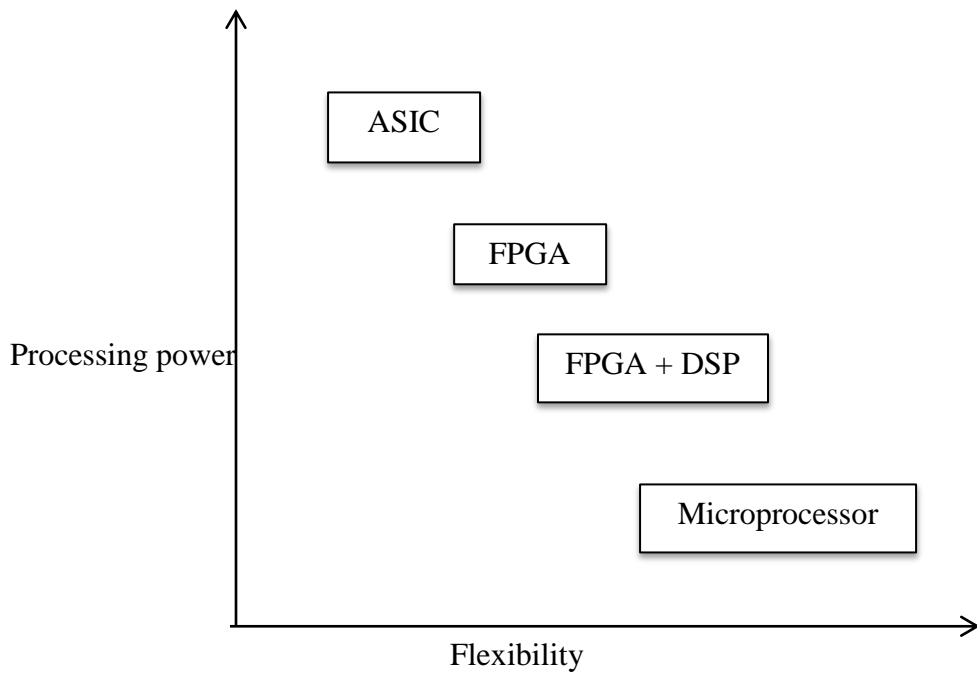 ASIC
FPGA
Processing power
FPGA + DSP
Microprocessor
Flexibility